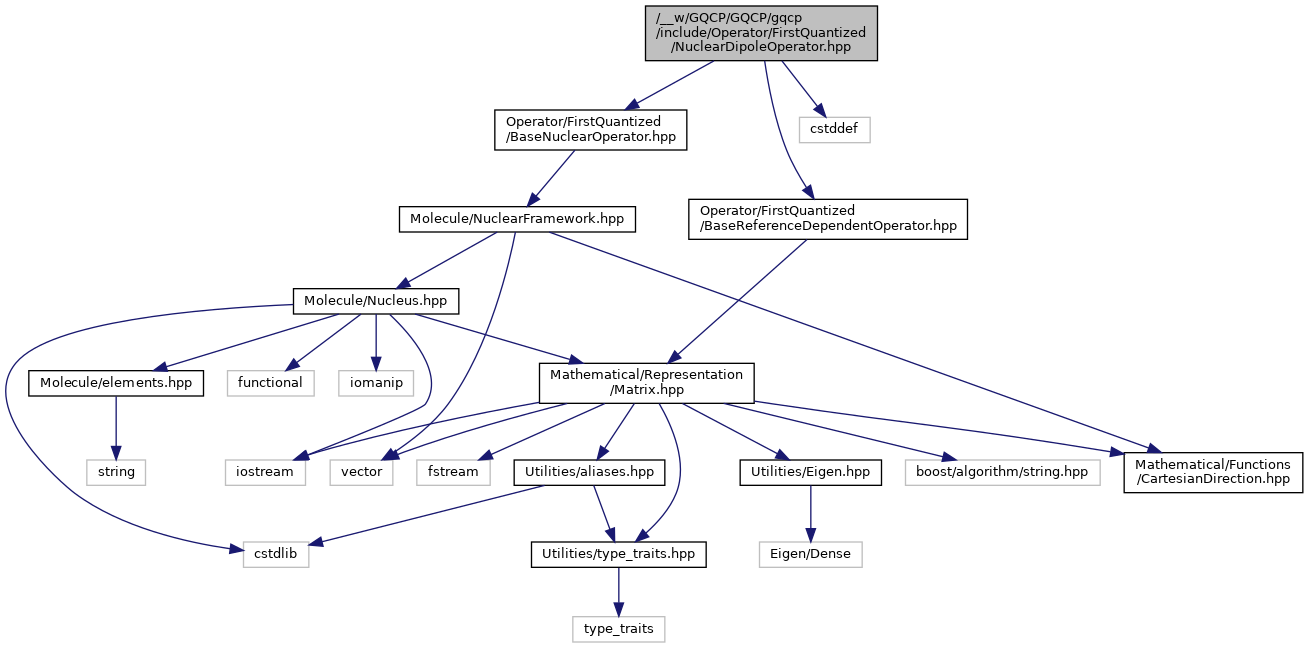 /__w/GQCP/GQCP/gqcp
/include/Operator/FirstQuantized
/NuclearDipoleOperator.hpp
Operator/FirstQuantized
/BaseNuclearOperator.hpp
cstddef
Molecule/NuclearFramework.hpp
Operator/FirstQuantized
/BaseReferenceDependentOperator.hpp
Molecule/Nucleus.hpp
Molecule/elements.hpp
functional
iomanip
Mathematical/Representation
/Matrix.hpp
string
iostream
vector
fstream
Utilities/aliases.hpp
Utilities/Eigen.hpp
boost/algorithm/string.hpp
Mathematical/Functions
/CartesianDirection.hpp
cstdlib
Utilities/type_traits.hpp
Eigen/Dense
type_traits